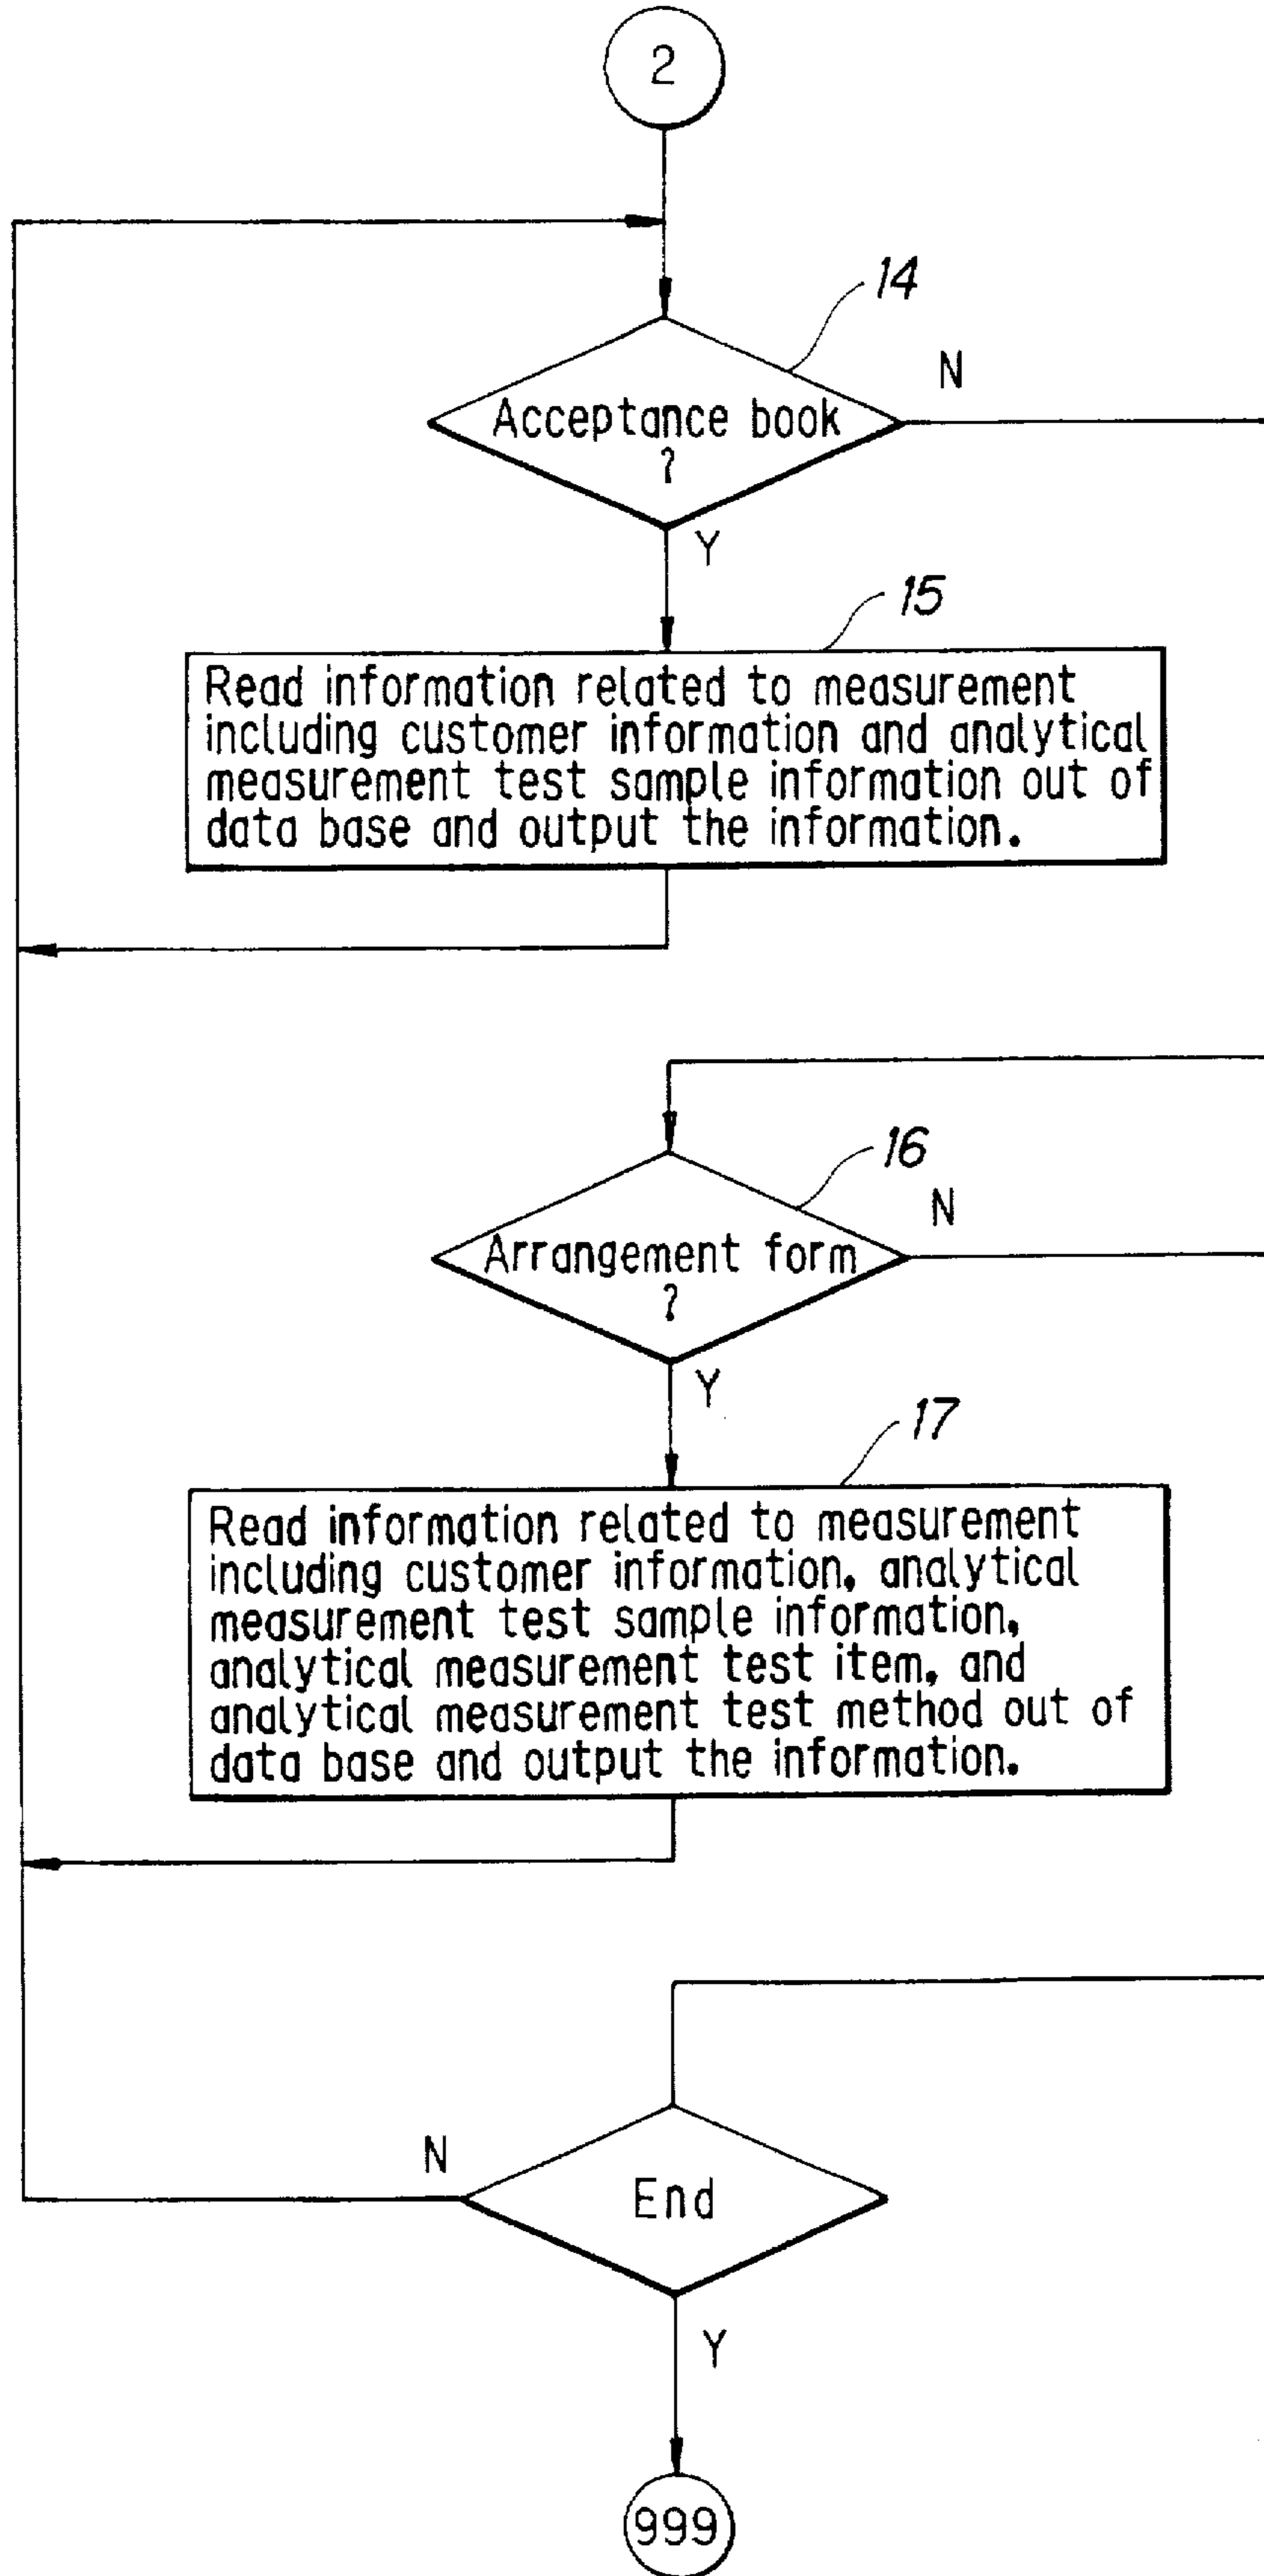 2
14
N
Acceptance book
?
Y
15
Read information related to measurement
including customer information and analytical
measurement test sample information out of
data base and output the information.
16
N
Arrangement form
?
Y
17
Read information related to measurement
including customer information, analytical
measurement test sample information,
analytical measurement test item, and
analytical measurement test method out of
data base and output the information.
N
End
Y
999